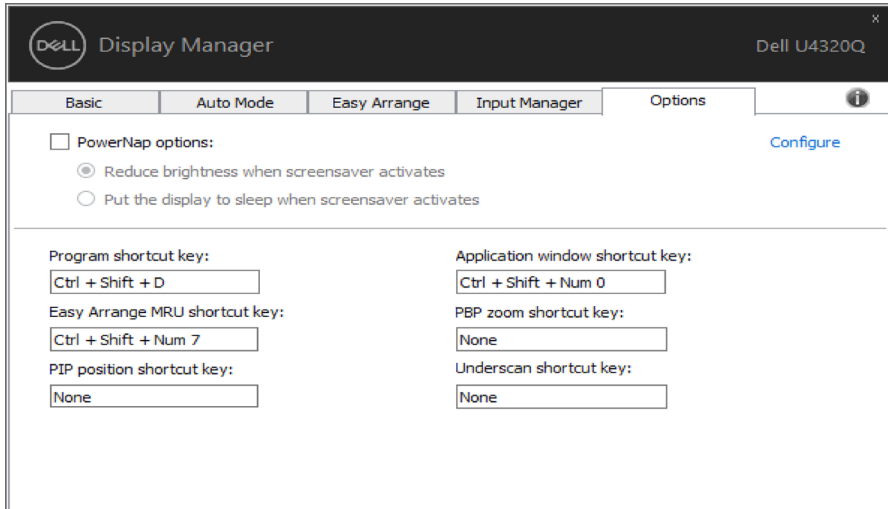 x
DELL Display Manager
Dell U4320Q
Basic Auto Mode Easy Arrange Input Manager Options
PowerNap options:
Configure
Reduce brightness when screensaver activates
Put the display to sleep when screensaver activates
Program shortcut key:
Ctrl + Shift + D
Application window shortcut key:
Ctrl + Shift + Num 0
Easy Arrange MRU shortcut key:
Ctrl + Shift + Num 7
PBP zoom shortcut key:
None
PIP position shortcut key:
None
Underscan shortcut key:
None